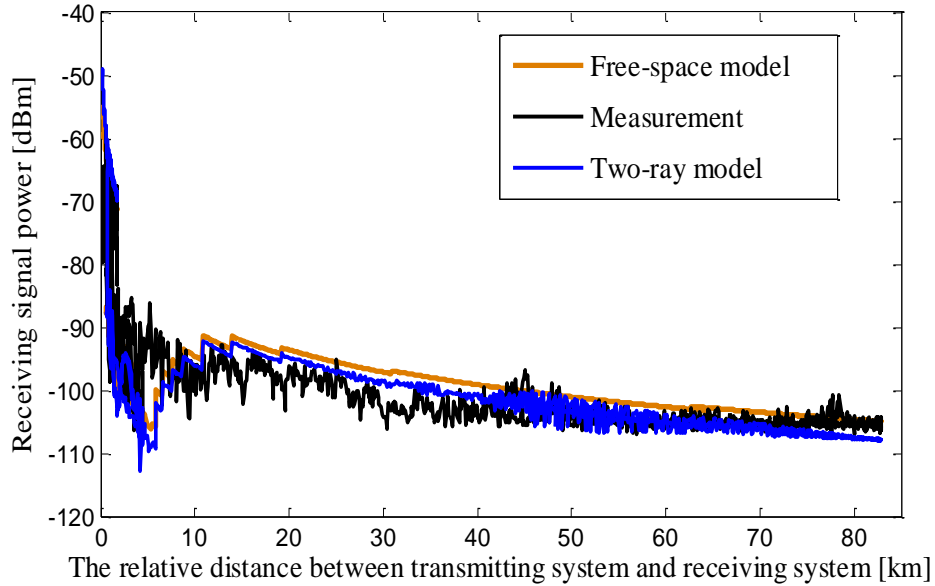 -40
-50
-60
-70
-80
-90
-100
-110
-120
Receiving signal power [dBm]
Free-space model
Measurement
Two-ray model
0 10 20 30 40 50 60 70 80
The relative distance between transmitting system and receiving system [km]